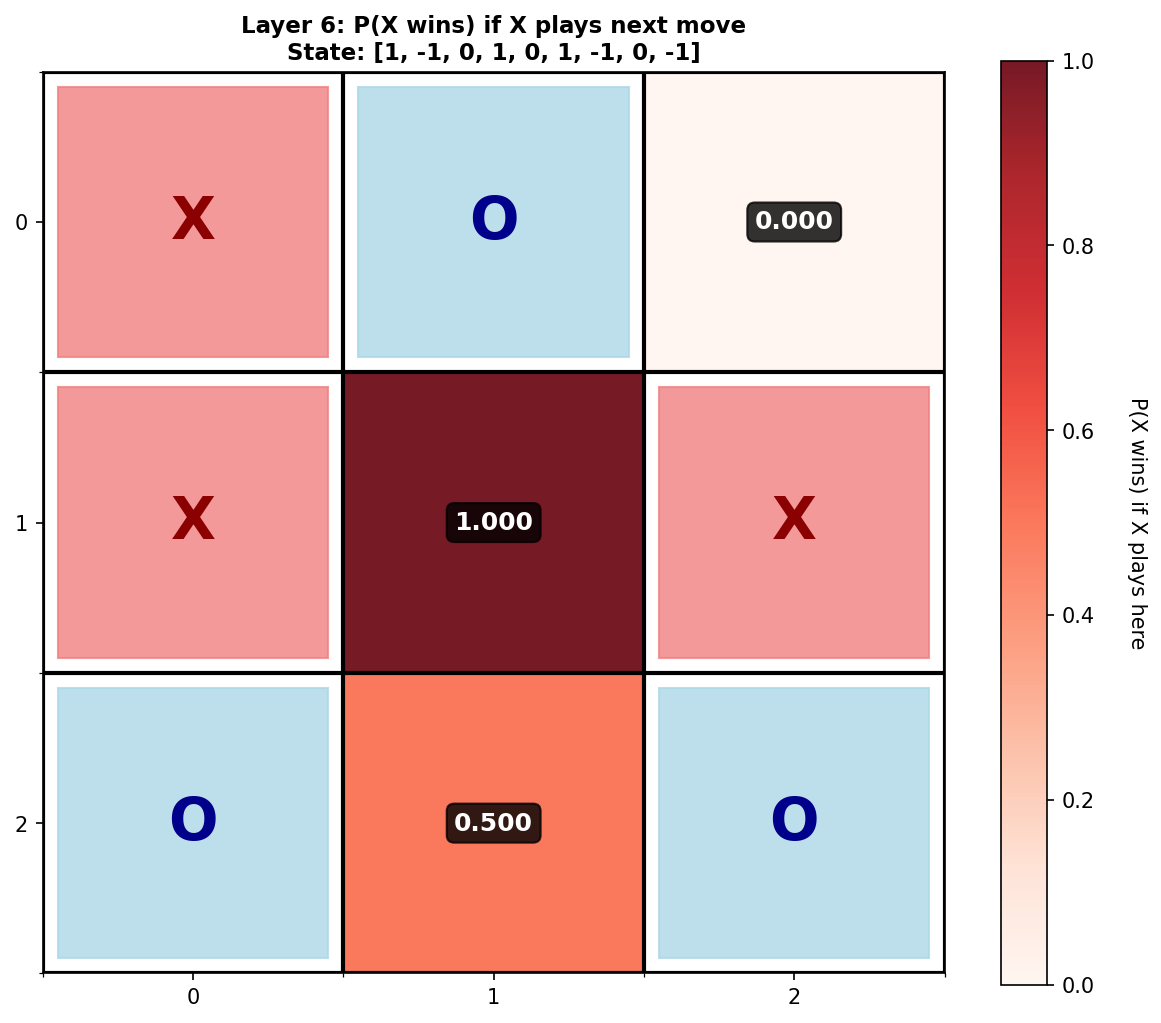 Layer 6: P(X wins) if X plays next move
State: [1, -1, 0, 1, 0, 1, -1, 0, -1]
0
X
O
0.000
1
X
1.000
X
2
O
0.500
O
0
1
2
1.0
0.8
0.6
0.4
0.2
0.0
P(X wins) if X plays here